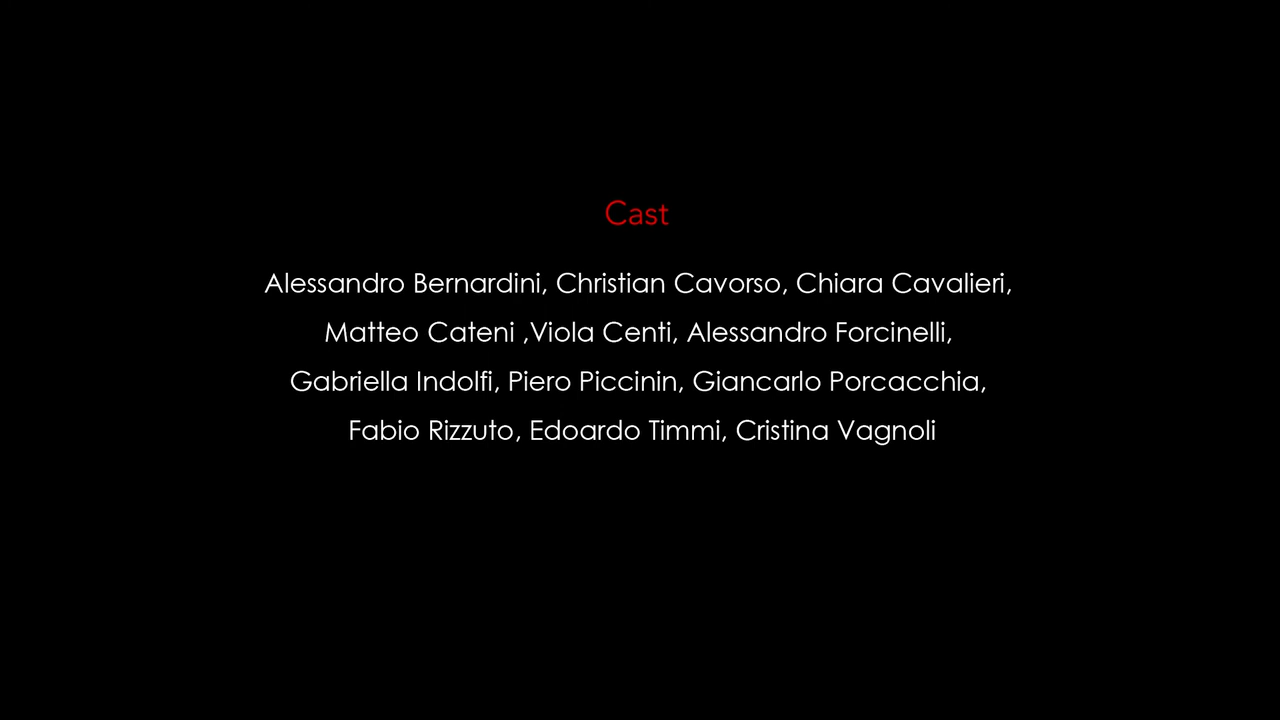 Cast
Alessandro Bernardini, Christian Cavorso, Chiara Cavalieri,
Matteo Cateni ,Viola Centi, Alessandro Forcinelli,
Gabriella Indolfi, Piero Piccinin, Giancarlo Porcacchia,
Fabio Rizzuto, Edoardo Timmi, Cristina Vagnoli